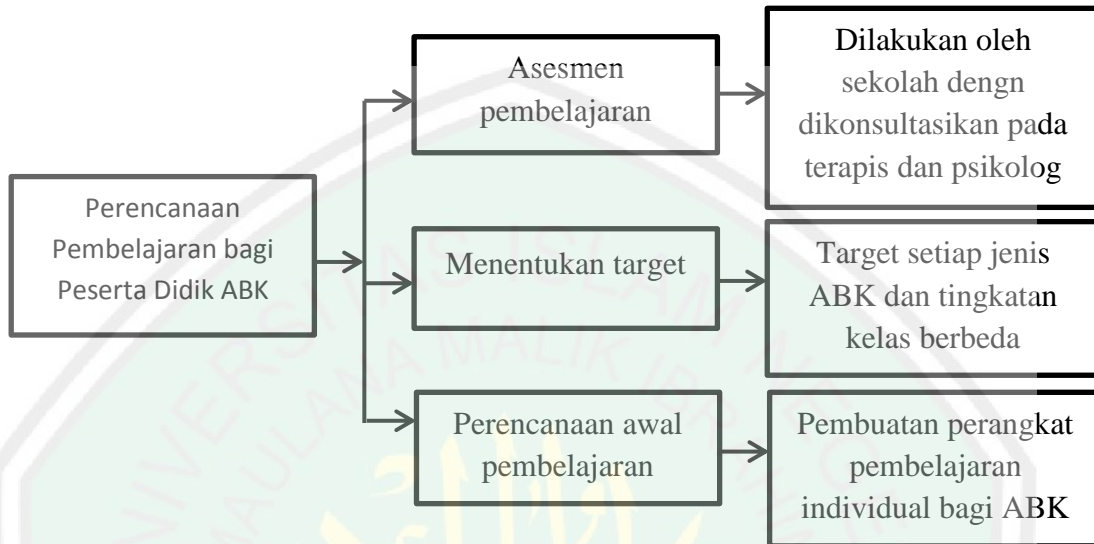 Perencanaan
Pembelajaran bagi
Peserta Didik ABK
Asesmen
pembelajaran
Dilakukan oleh
sekolah dengn
dikonsultasikan pada
terapis dan psikolog
Menentukan target
Target setiap jenis
ABK dan tingkatan
kelas berbeda
Perencanaan awal
pembelajaran
Pembuatan perangkat
pembelajaran
individual bagi ABK